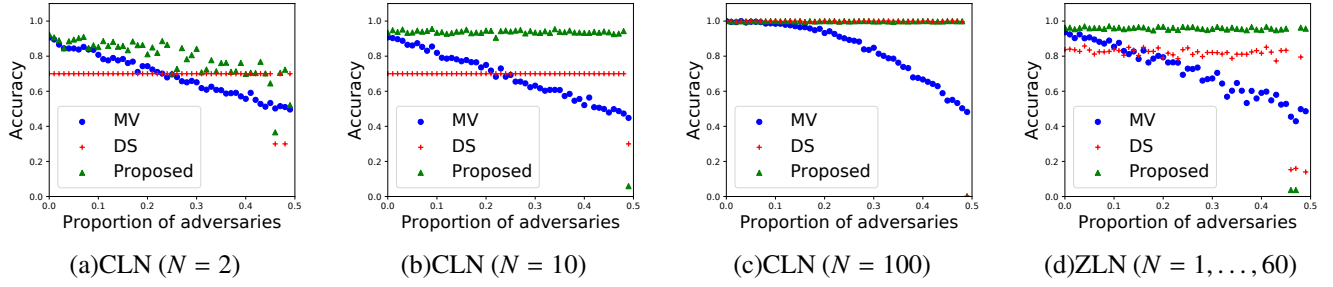 1.0
0.8
0.6
0.4
0.2
0.0
Accuracy
MV
DS
Proposed
0.0 0.1 0.2 0.3 0.4 0.5
Proportion of adversaries
(a)CLN (N = 2)
1.0
0.8
0.6
0.4
0.2
0.0
Accuracy
MV
DS
Proposed
0.0 0.1 0.2 0.3 0.4 0.5
Proportion of adversaries
(b)CLN (N = 10)
1.0
0.8
0.6
0.4
0.2
0.0
Accuracy
MV
DS
Proposed
0.0 0.1 0.2 0.3 0.4 0.5
Proportion of adversaries
(c)CLN (N = 100)
1.0
0.8
0.6
0.4
0.2
0.0
Accuracy
MV
DS
Proposed
0.0 0.1 0.2 0.3 0.4 0.5
Proportion of adversaries
(d)ZLN (N = 1, . . . , 60)